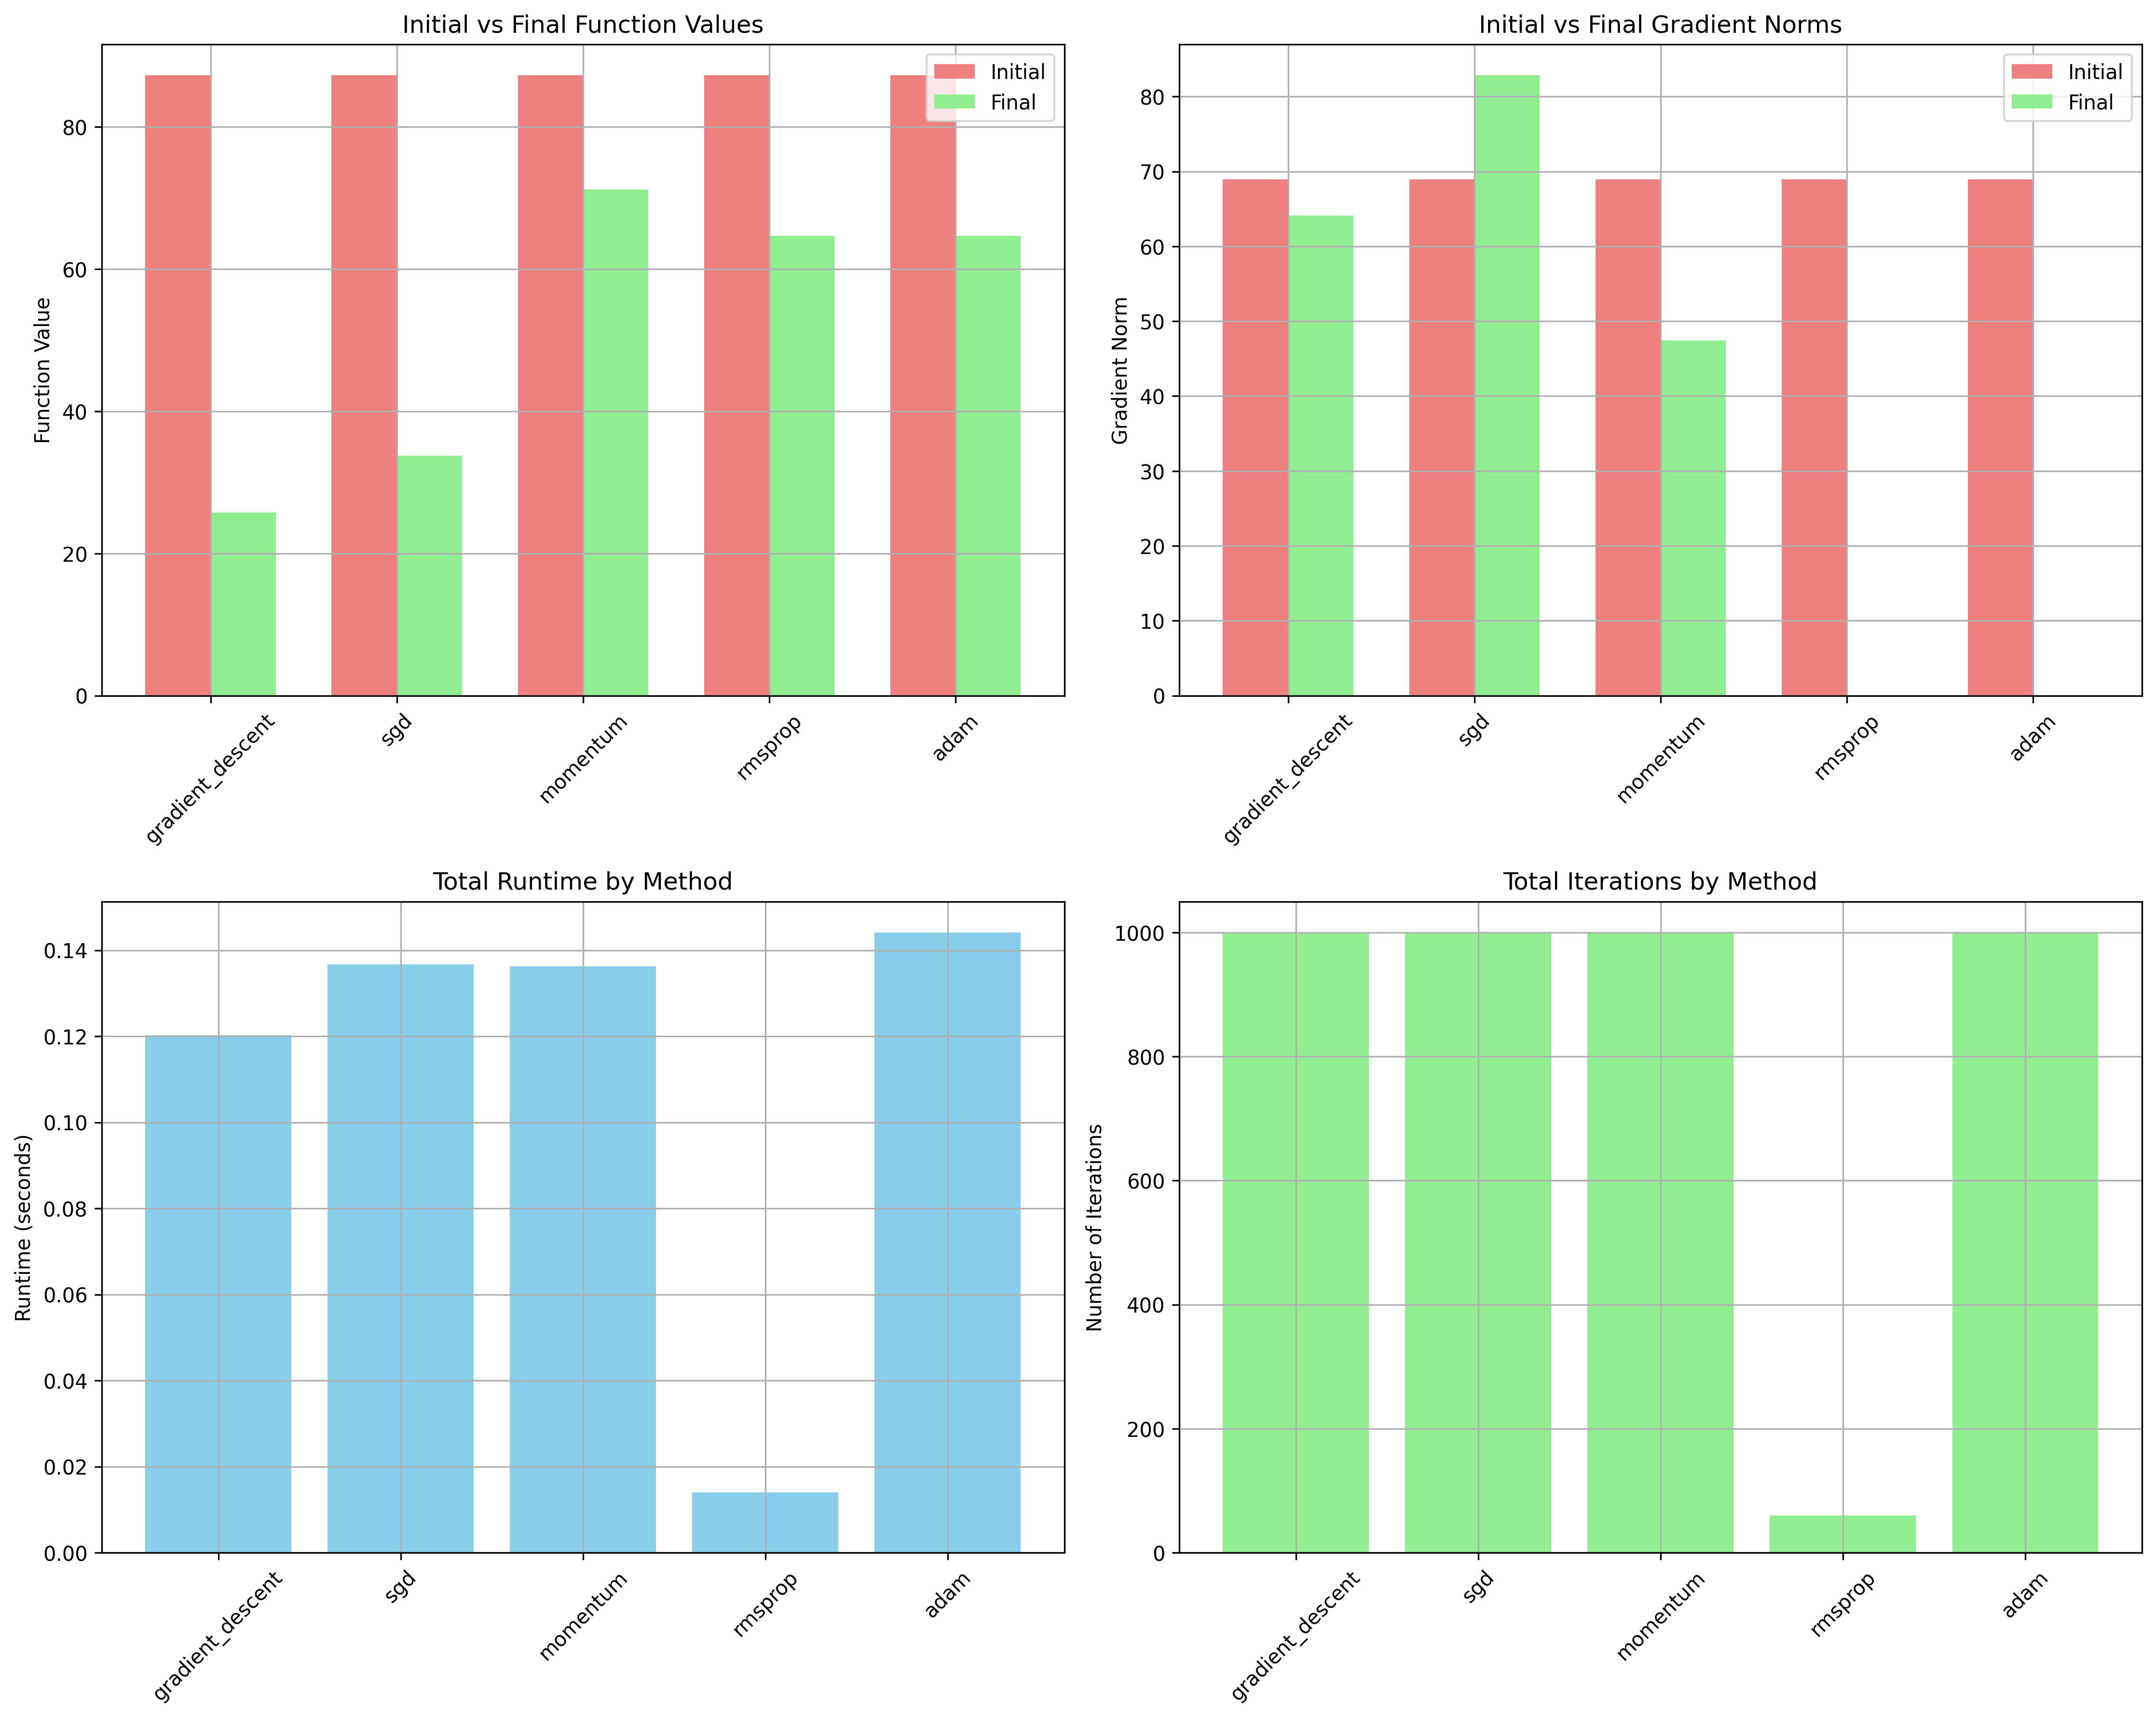 Initial vs Final Function Values
Initial
Final
Function Value
80
60
40
20
0
gradient_descent
sgd
momentum
rmsprop
adam
Initial vs Final Gradient Norms
Initial
Final
Gradient Norm
80
70
60
50
40
30
20
10
0
gradient_descent
sgd
momentum
rmsprop
adam
Total Runtime by Method
Runtime (seconds)
0.14
0.12
0.10
0.08
0.06
0.04
0.02
0.00
gradient_descent
sgd
momentum
rmsprop
adam
Total Iterations by Method
Number of Iterations
1000
800
600
400
200
0
gradient_descent
sgd
momentum
rmsprop
adam